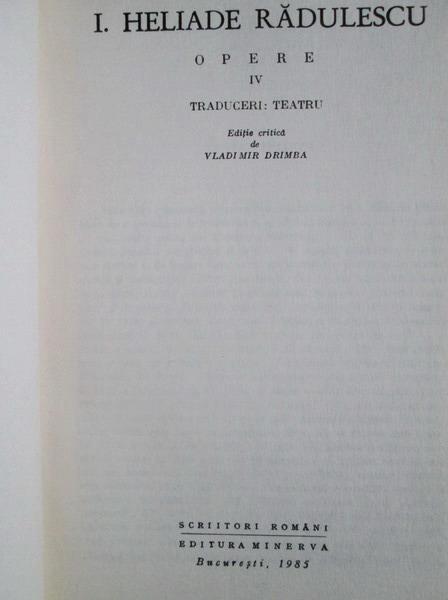 I. HELIADE RĂDULESCU
OPERE
IV
TRADUCERI: TEATRU
Ediție critică
de
VLADIMIR DRIMBA
SCRIITORI ROMÂNI
EDITURA MINERVA
București, 1985